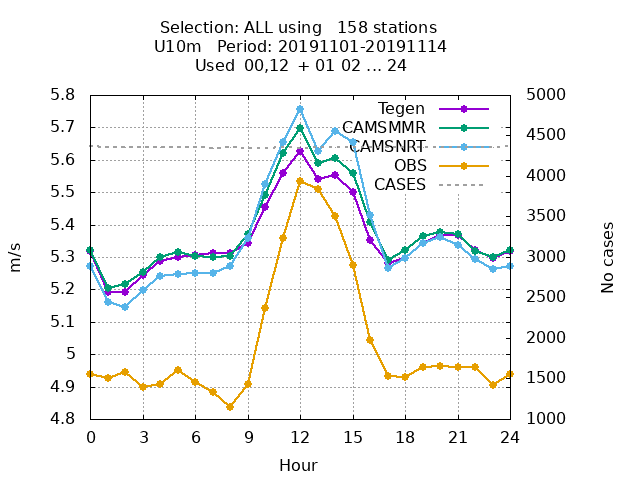 Selection: ALL using   158 stations
U10m   Period: 20191101-20191114
Used  00,12  + 01 02 ... 24
5.8
5.7
5.6
5.5
5.4
5.3
5.2
5.1
5
4.9
4.8
m/s
Tegen
CAMSMMR
CAMSNRT
OBS
CASES
5000
4500
4000
3500
3000
2500
2000
1500
1000
No cases
0 3 6 9 12 15 18 21 24
Hour